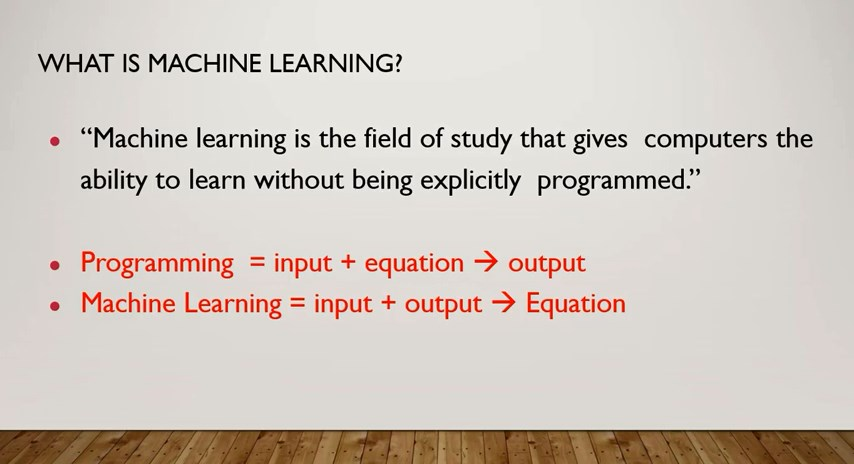 WHAT IS MACHINE LEARNING?
• “Machine learning is the field of study that gives computers the
ability to learn without being explicitly programmed.”
• Programming = input + equation → output
• Machine Learning = input + output → Equation